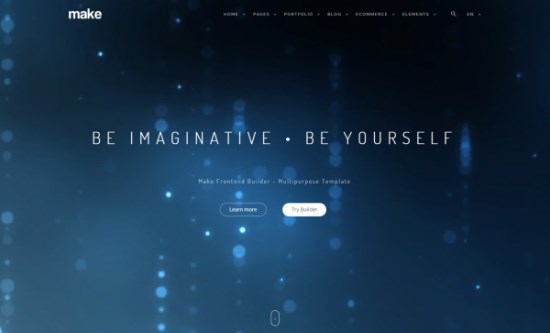 make
HOME PAGES PORTFOLIO BLOG ECOMMERCE ELEMENTS EN
BE IMAGINATIVE • BE YOURSELF
Make Frontend Builder - Multipurpose Template
Learn more Try Builder